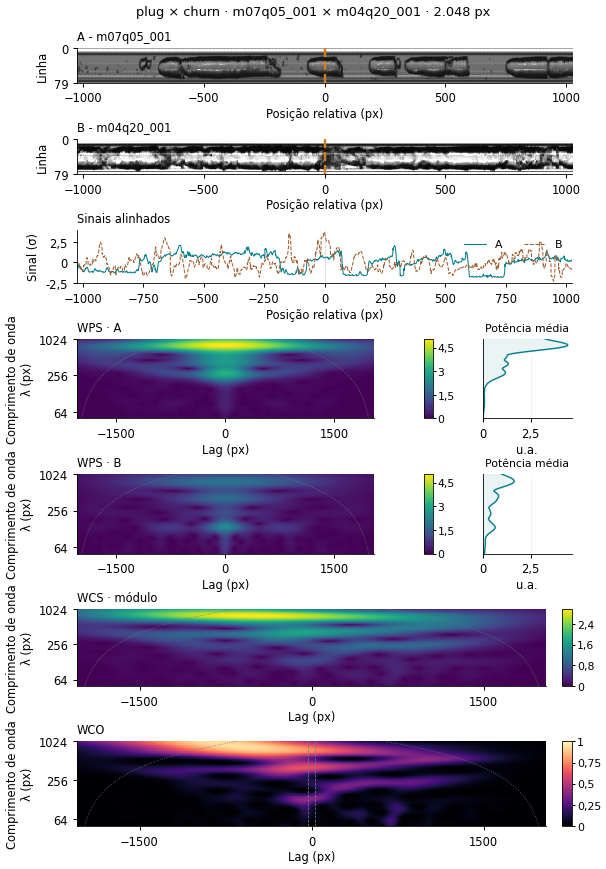 plug × churn · m07q05_001 × m04q20_001 · 2.048 px
A - m07q05_001
0
79
Linha
−1000 −500 0 500 1000
Posição relativa (px)
B - m04q20_001
0
79
Linha
−1000 −500 0 500 1000
Posição relativa (px)
Sinais alinhados
2,5
0
−2,5
Sinal (σ)
A B
−1000 −750 −500 −250 0 250 500 750 1000
Posição relativa (px)
WPS · A
1024
256
64
Comprimento de onda
λ (px)
−1500 0 1500
Lag (px)
4,5
3
1,5
0
Potência média
0 2,5
u.a.
WPS · B
1024
256
64
Comprimento de onda
λ (px)
−1500 0 1500
Lag (px)
4,5
3
1,5
0
Potência média
0 2,5
u.a.
WCS · módulo
1024
256
64
Comprimento de onda
λ (px)
−1500 0 1500
Lag (px)
2,4
1,6
0,8
0
WCO
1024
256
64
Comprimento de onda
λ (px)
−1500 0 1500
Lag (px)
1
0,75
0,5
0,25
0